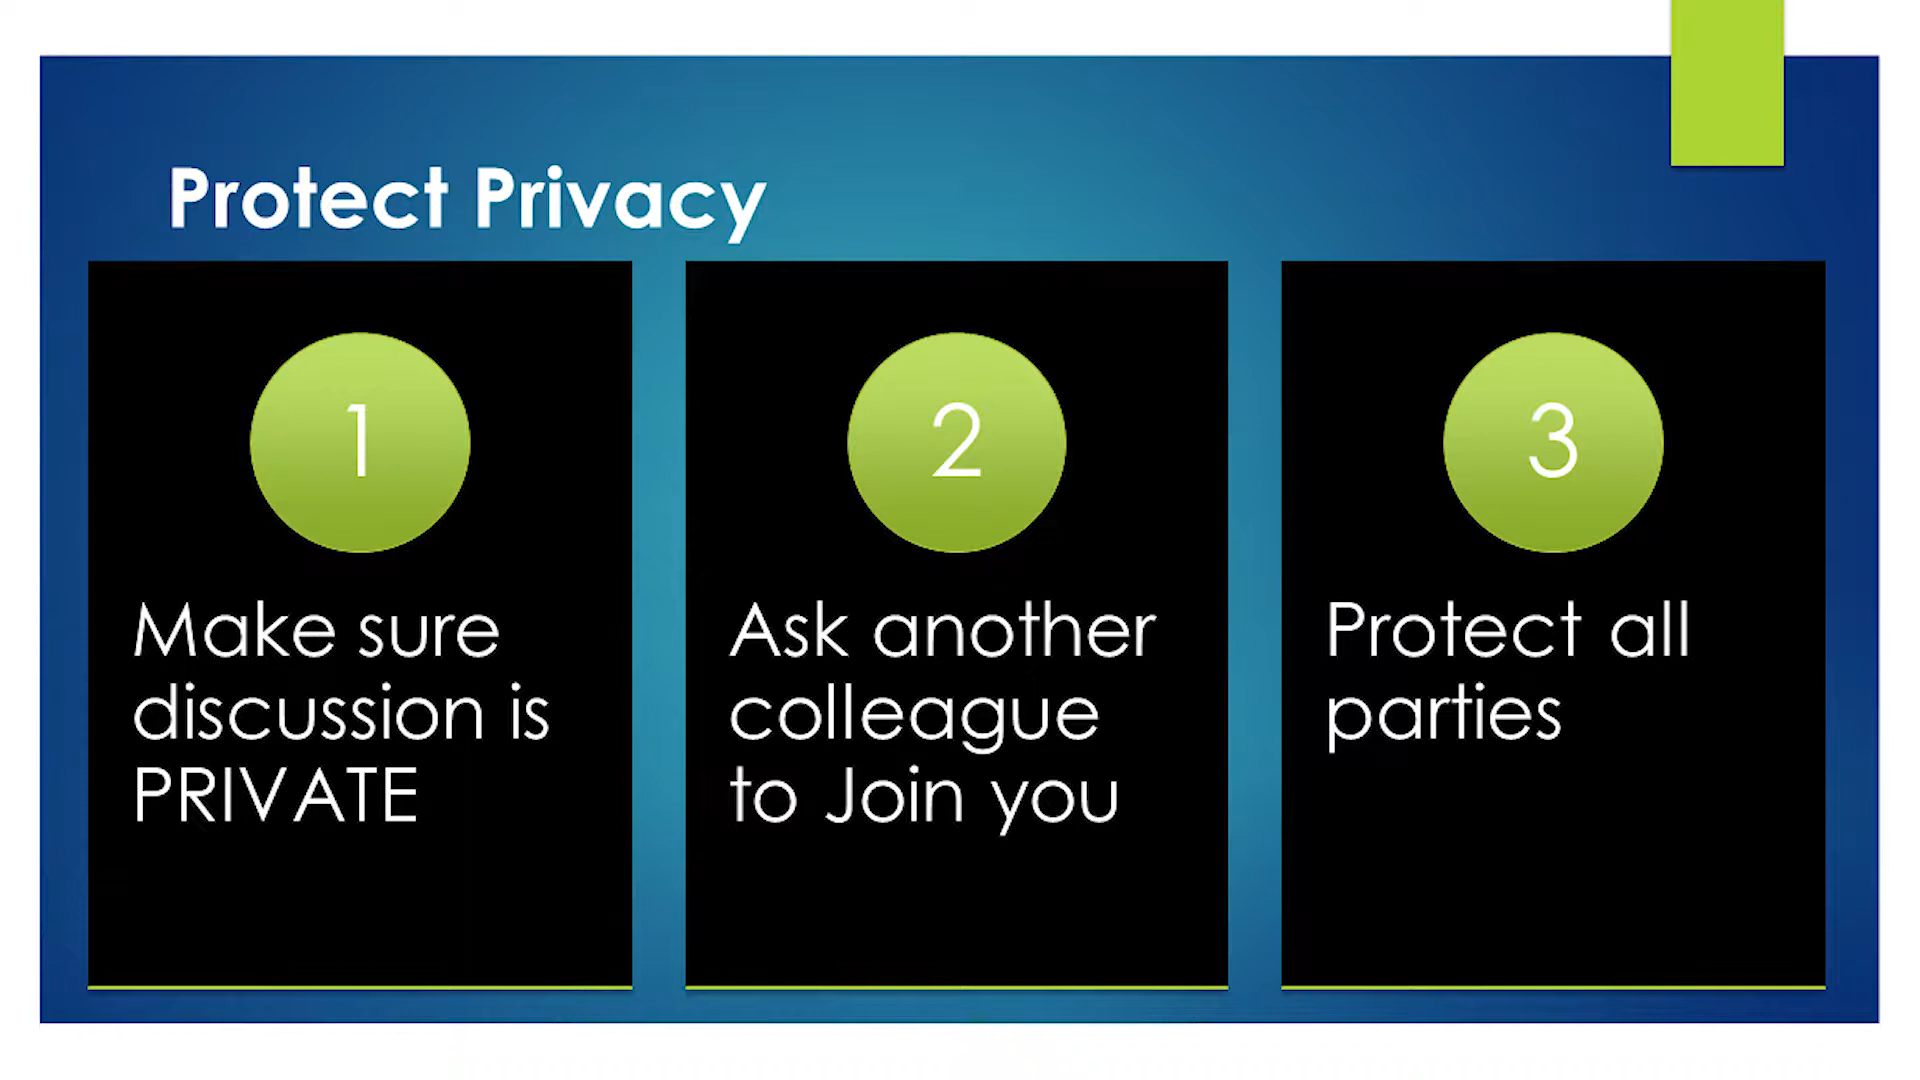 Protect Privacy
1
Make sure
discussion is
PRIVATE
2
Ask another
colleague
to Join you
3
Protect all
parties